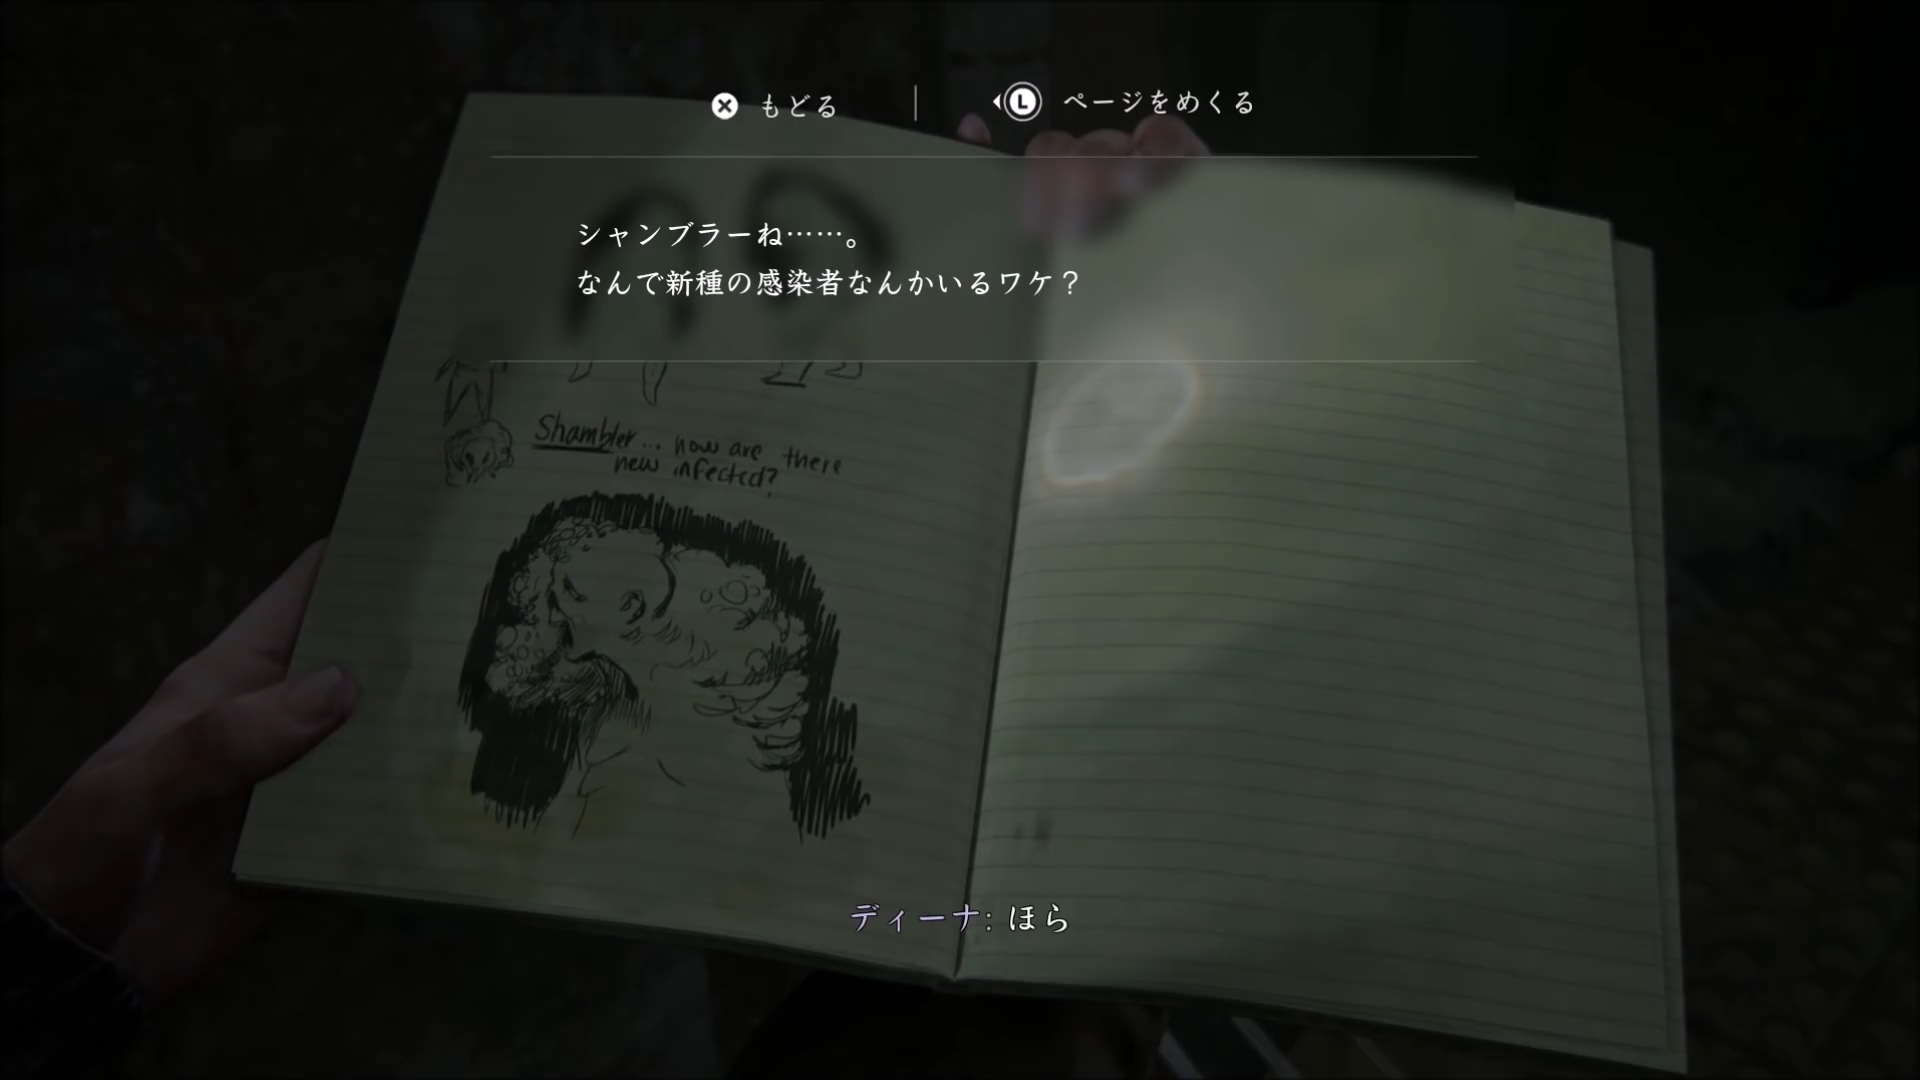 もどる
L ページをめくる
シャンブラーね……。
なんで新種の感染者なんかいるワケ？
Shambler... how are there
new infected?
ディーナ: ほら